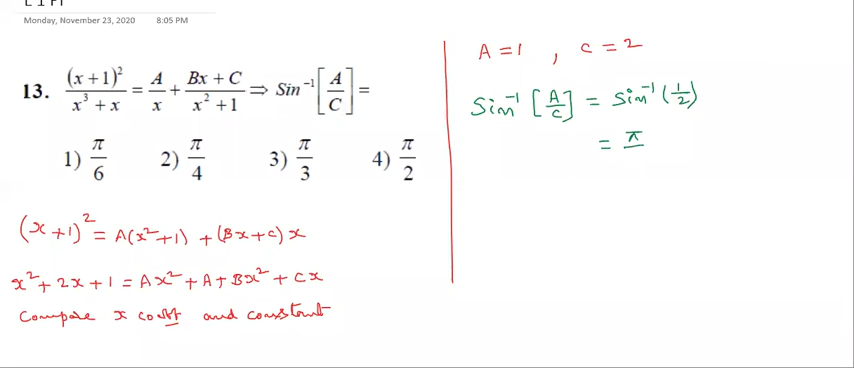 Monday, November 23, 2020 8:05 PM
13. (x+1)²/(x³+x) = A/x + (Bx+C)/(x²+1) ⇒ Sin⁻¹[A/C] =
1) π/6 2) π/4 3) π/3 4) π/2
(x+1)² = A(x²+1) + (Bx+c)x
x²+2x+1 = Ax²+A+Bx²+Cx
Compare x coeff and constant
A=1 , C=2
Sin⁻¹[A/C] = Sin⁻¹(1/2)
= π